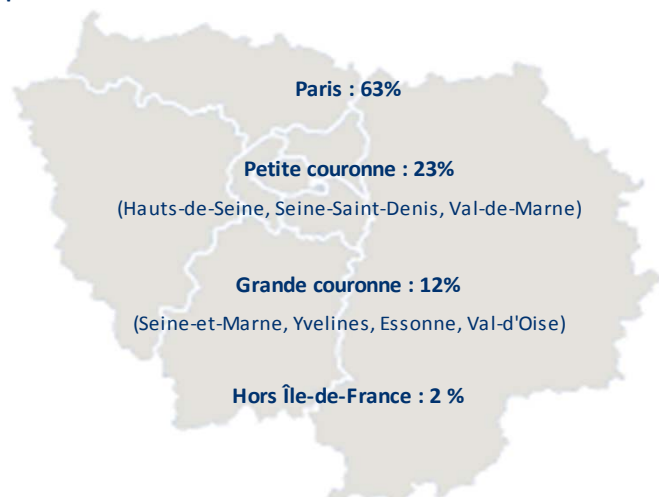 Paris : 63%
Petite couronne : 23%
(Hauts-de-Seine, Seine-Saint-Denis, Val-de-Marne)
Grande couronne : 12%
(Seine-et-Marne, Yvelines, Essonne, Val-d'Oise)
Hors Île-de-France : 2 %